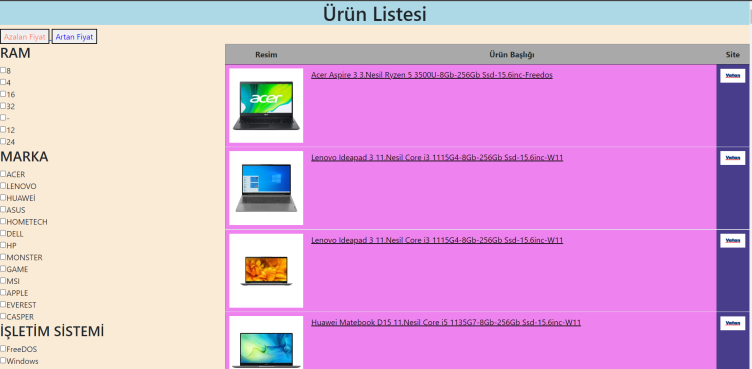 Ürün Listesi
Azalan Fiyat
Artan Fiyat
RAM
8
4
16
32
-
12
24
MARKA
ACER
LENOVO
HUAWEİ
ASUS
HOMETECH
DELL
HP
MONSTER
GAME
MSI
APPLE
EVEREST
CASPER
İŞLETİM SİSTEMİ
FreeDOS
Windows
Resim
Ürün Başlığı
Site
acer
Acer Aspire 3 3.Nesil Ryzen 5 3500U-8Gb-256Gb Ssd-15.6inc-Freedos
Vatan
Lenovo Ideapad 3 11.Nesil Core i3 1115G4-8Gb-256Gb Ssd-15.6inc-W11
Vatan
Lenovo Ideapad 3 11.Nesil Core i3 1115G4-8Gb-256Gb Ssd-15.6inc-W11
Vatan
Huawei Matebook D15 11.Nesil Core i5 1135G7-8Gb-256Gb Ssd-15.6inc-W11
Vatan